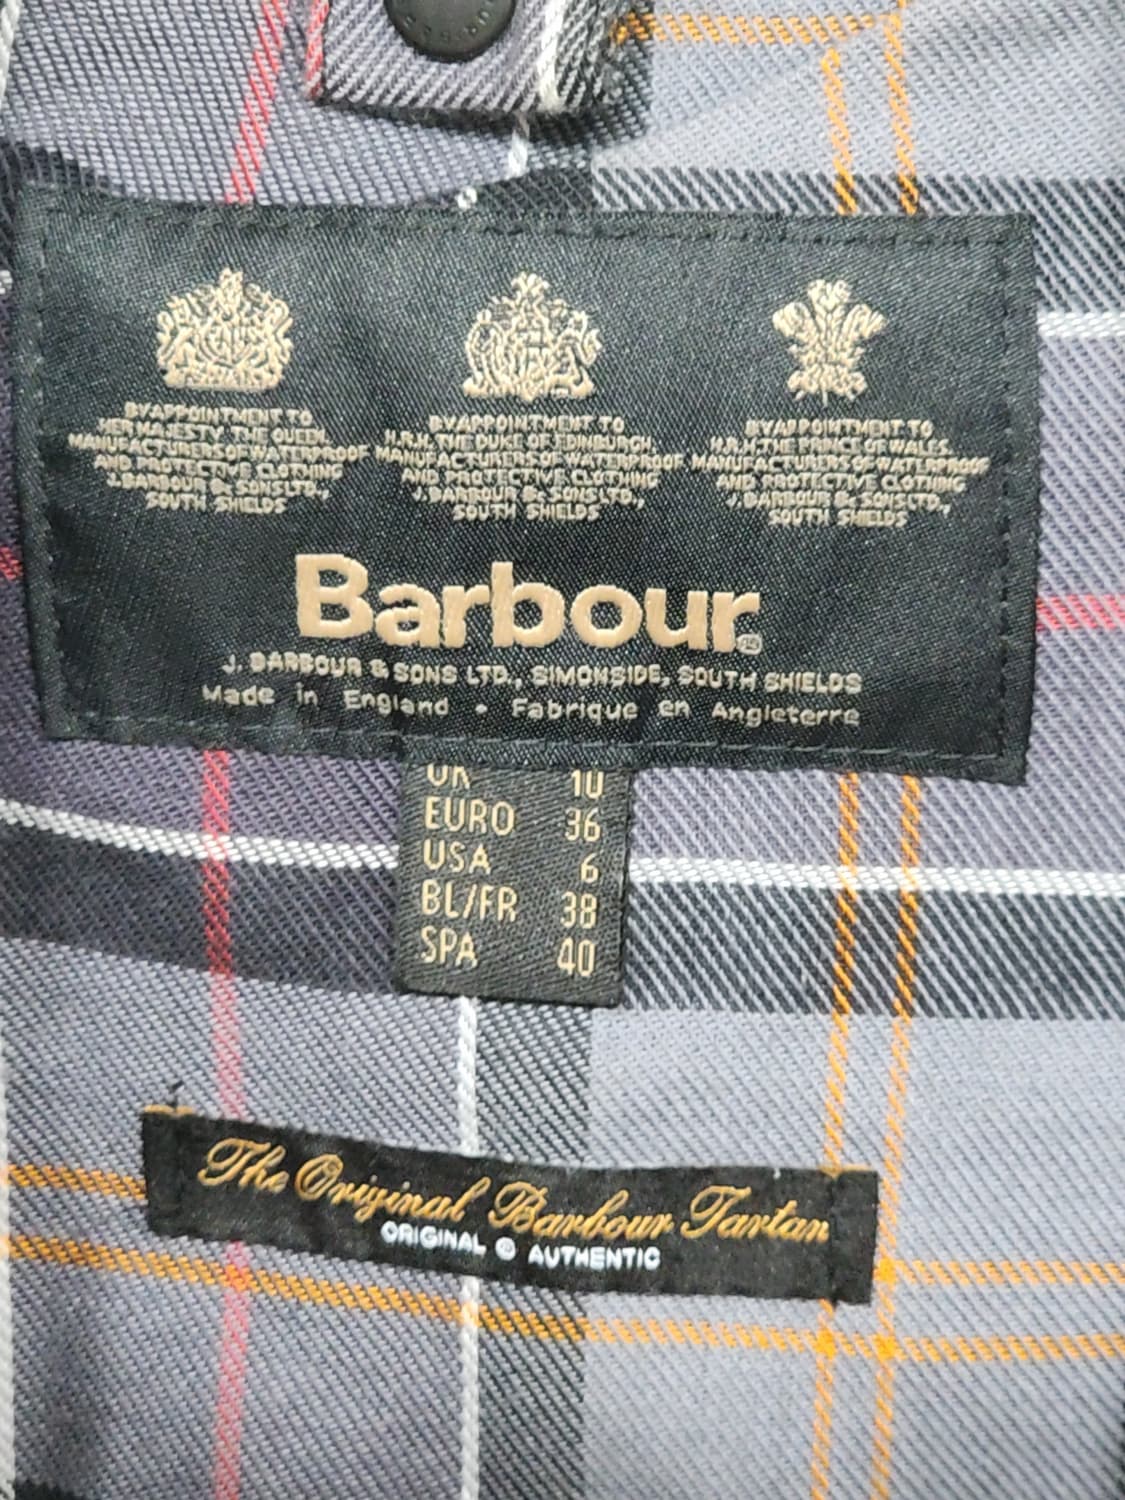 BY APPOINTMENT TO
HER MAJESTY THE QUEEN
MANUFACTURERS OF WATERPROOF
AND PROTECTIVE CLOTHING
J. BARBOUR & SONS LTD.,
SOUTH SHIELDS
BY APPOINTMENT TO
H.R.H. THE DUKE OF EDINBURGH
MANUFACTURERS OF WATERPROOF
AND PROTECTIVE CLOTHING
J. BARBOUR & SONS LTD.,
SOUTH SHIELDS
BY APPOINTMENT TO
H.R.H. THE PRINCE OF WALES
MANUFACTURERS OF WATERPROOF
AND PROTECTIVE CLOTHING
J. BARBOUR & SONS LTD.,
SOUTH SHIELDS
Barbour®
J. BARBOUR & SONS LTD., SIMONSIDE, SOUTH SHIELDS
Made in England • Fabrique en Angleterre
UK 10
EURO 36
USA 6
BL/FR 38
SPA 40
The Original Barbour Tartan
ORIGINAL ® AUTHENTIC